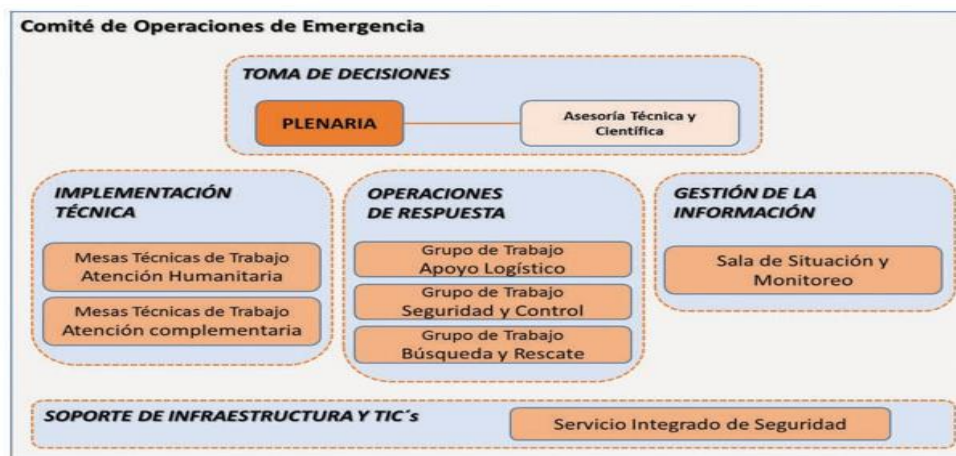 Comité de Operaciones de Emergencia
TOMA DE DECISIONES
PLENARIA
Asesoría Técnica y
Científica
IMPLEMENTACIÓN
TÉCNICA
Mesas Técnicas de Trabajo
Atención Humanitaria
Mesas Técnicas de Trabajo
Atención complementaria
OPERACIONES
DE RESPUESTA
Grupo de Trabajo
Apoyo Logístico
Grupo de Trabajo
Seguridad y Control
Grupo de Trabajo
Búsqueda y Rescate
GESTIÓN DE LA
INFORMACIÓN
Sala de Situación y
Monitoreo
SOPORTE DE INFRAESTRUCTURA Y TIC´s
Servicio Integrado de Seguridad